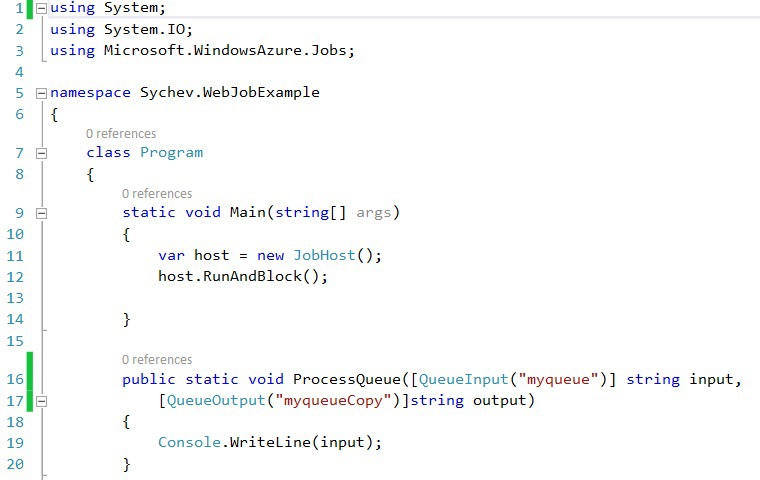 1 using System;
2 using System.IO;
3 using Microsoft.WindowsAzure.Jobs;
4
5 namespace Sychev.WebJobExample
6 {
0 references
7 class Program
8 {
0 references
9 static void Main(string[] args)
10 {
11 var host = new JobHost();
12 host.RunAndBlock();
13
14 }
15
0 references
16 public static void ProcessQueue([QueueInput("myqueue")] string input,
17 [QueueOutput("myqueueCopy")]string output)
18 {
19 Console.WriteLine(input);
20 }